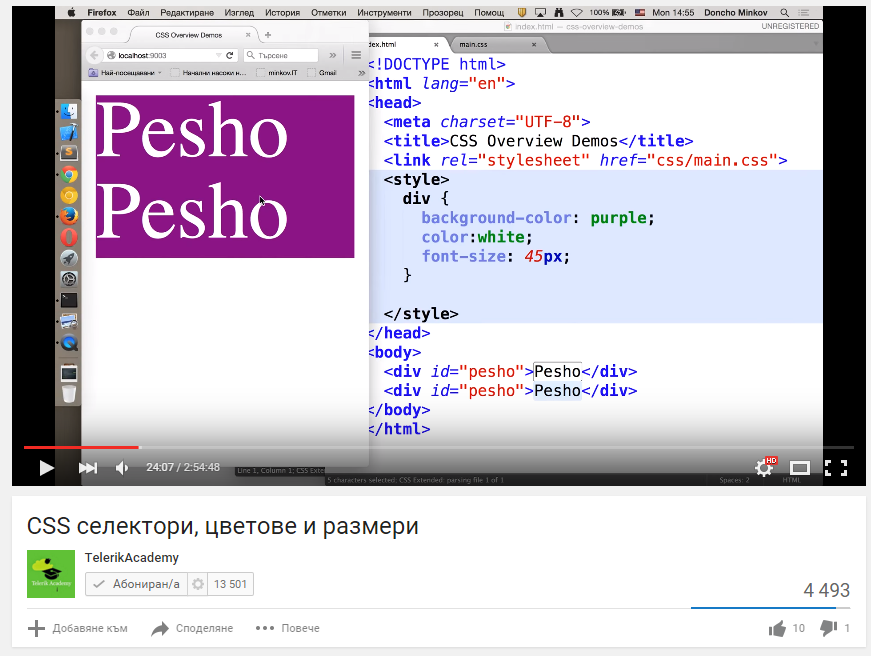 Firefox Файл Редактиране Изглед История Отметки Инструменти Прозорец Помощ 100% Mon 14:55 Doncho Minkov
index.html — css-overview-demos UNREGISTERED
CSS Overview Demos
dex.html main.css
localhost:9003 Търсене
Най-посещавани Начални насоки н... minkov.IT Gmail
Pesho
Pesho
<!DOCTYPE html>
<html lang="en">
<head>
<meta charset="UTF-8">
<title>CSS Overview Demos</title>
<link rel="stylesheet" href="css/main.css">
<style>
div {
background-color: purple;
color:white;
font-size: 45px;
}
</style>
</head>
<body>
<div id="pesho">Pesho</div>
<div id="pesho">Pesho</div>
</body>
</html>
24:07 / 2:54:48
HD
Line 1, Column 1; CSS Exte
5 characters selected; CSS Extended: parsing file 1 of 1 Spaces: 2 HTML
CSS селектори, цветове и размери
TelerikAcademy
Telerik Academy
Абониран/а 13 501
4 493
Добавяне към Споделяне Повече 10 1